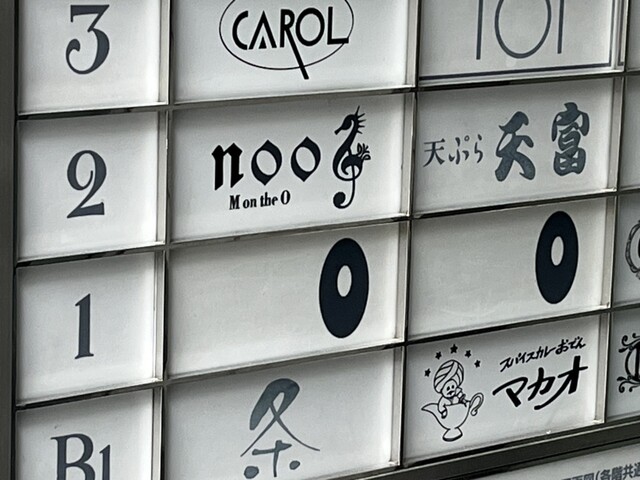 3
CAROL
101
2
noo
M on the O
天ぷら 天富
1
O
O
B1
条
スパイスカレーおでん
マカオ